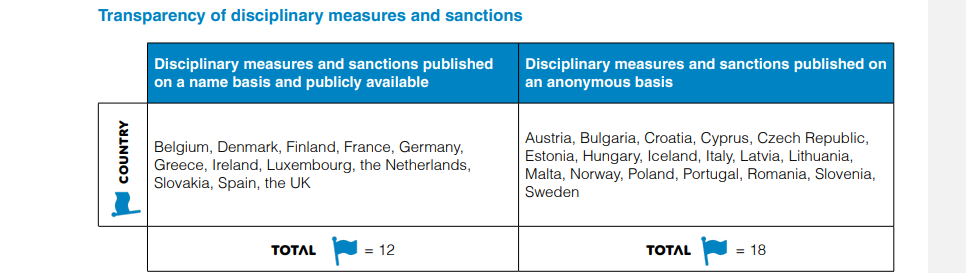 Transparency of disciplinary measures and sanctions
Disciplinary measures and sanctions published
on a name basis and publicly available
Disciplinary measures and sanctions published on
an anonymous basis
COUNTRY
Belgium, Denmark, Finland, France, Germany,
Greece, Ireland, Luxembourg, the Netherlands,
Slovakia, Spain, the UK
Austria, Bulgaria, Croatia, Cyprus, Czech Republic,
Estonia, Hungary, Iceland, Italy, Latvia, Lithuania,
Malta, Norway, Poland, Portugal, Romania, Slovenia,
Sweden
TOTAL = 12
TOTAL = 18